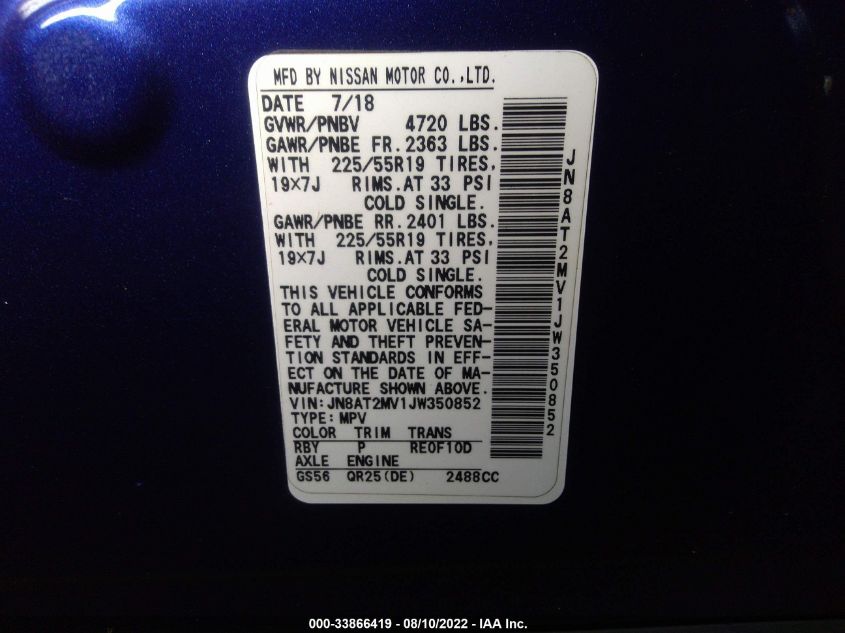 MFD BY NISSAN MOTOR CO.,LTD.
DATE 7/18
GVWR/PNBV 4720 LBS.
GAWR/PNBE FR. 2363 LBS.
WITH 225/55R19 TIRES,
19×7J RIMS.AT 33 PSI
COLD SINGLE.
GAWR/PNBE RR. 2401 LBS.
WITH 225/55R19 TIRES,
19×7J RIMS.AT 33 PSI
COLD SINGLE.
THIS VEHICLE CONFORMS
TO ALL APPLICABLE FED-
ERAL MOTOR VEHICLE SA-
FETY AND THEFT PREVEN-
TION STANDARDS IN EFF-
ECT ON THE DATE OF MA-
NUFACTURE SHOWN ABOVE.
VIN:JN8AT2MV1JW350852
TYPE:MPV
COLOR TRIM TRANS
RBY P RE0F10D
AXLE ENGINE
GS56 QR25(DE) 2488CC
JN8AT2MV1JW350852
000-33866419 - 08/10/2022 - IAA Inc.